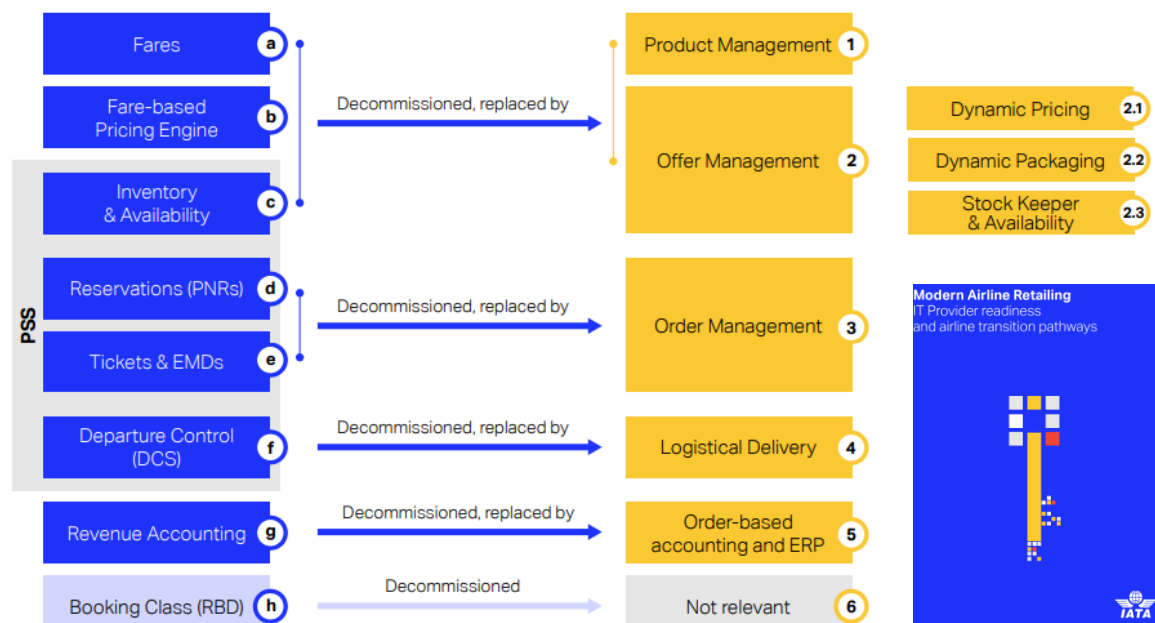 Fares
a
Product Management
1
Fare-based
Pricing Engine
b
Decommissioned, replaced by
Offer Management
2
Dynamic Pricing
2.1
Dynamic Packaging
2.2
Stock Keeper
& Availability
2.3
PSS
Inventory
& Availability
c
Reservations (PNRs)
d
Tickets & EMDs
e
Decommissioned, replaced by
Order Management
3
Departure Control
(DCS)
f
Decommissioned, replaced by
Logistical Delivery
4
Revenue Accounting
g
Decommissioned, replaced by
Order-based
accounting and ERP
5
Booking Class (RBD)
h
Decommissioned
Not relevant
6
Modern Airline Retailing
IT Provider readiness
and airline transition pathways
IATA